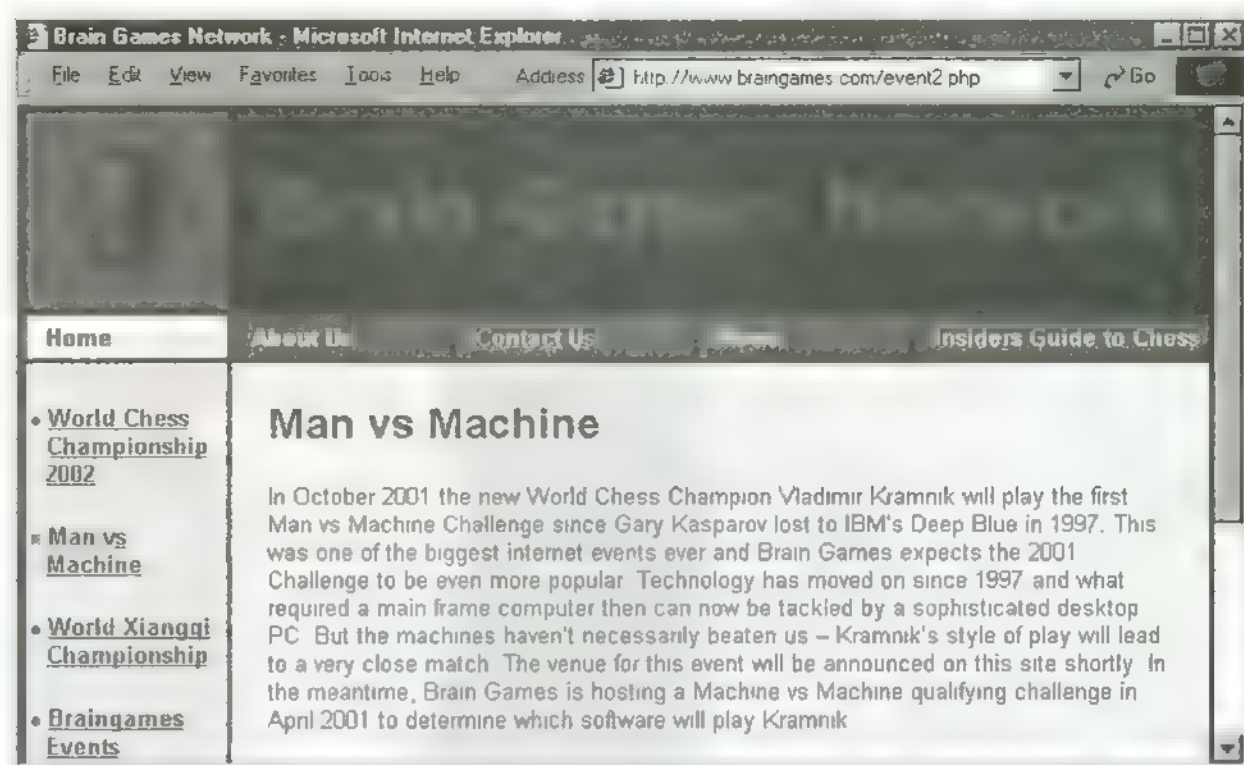 Brain Games Network - Microsoft Internet Explorer
File Edit View Favorites Tools Help Address http://www.braingames.com/event2.php Go
Brain Games Network
Home About Us Contact Us Insiders Guide to Chess
• World Chess
Championship
2002
• Man vs
Machine
• World Xiangqi
Championship
• Braingames
Events
Man vs Machine
In October 2001 the new World Chess Champion Vladimir Kramnik will play the first
Man vs Machine Challenge since Gary Kasparov lost to IBM's Deep Blue in 1997. This
was one of the biggest internet events ever and Brain Games expects the 2001
Challenge to be even more popular. Technology has moved on since 1997 and what
required a main frame computer then can now be tackled by a sophisticated desktop
PC. But the machines haven't necessarily beaten us – Kramnik's style of play will lead
to a very close match. The venue for this event will be announced on this site shortly. In
the meantime, Brain Games is hosting a Machine vs Machine qualifying challenge in
April 2001 to determine which software will play Kramnik